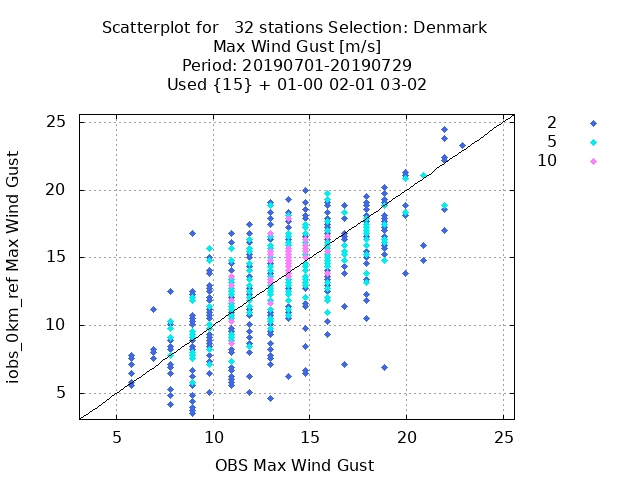 Scatterplot for   32 stations Selection: Denmark
Max Wind Gust [m/s]
Period: 20190701-20190729
Used {15} + 01-00 02-01 03-02
2
5
10
25
20
15
10
5
iobs_0km_ref Max Wind Gust
5 10 15 20 25
OBS Max Wind Gust